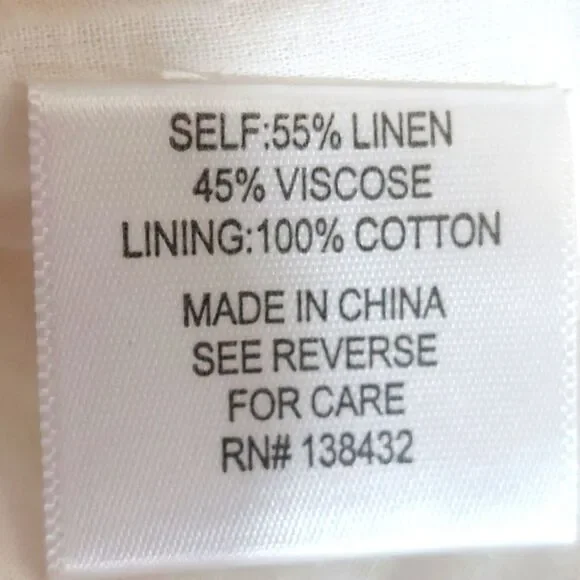 SELF:55% LINEN
45% VISCOSE
LINING:100% COTTON
MADE IN CHINA
SEE REVERSE
FOR CARE
RN# 138432